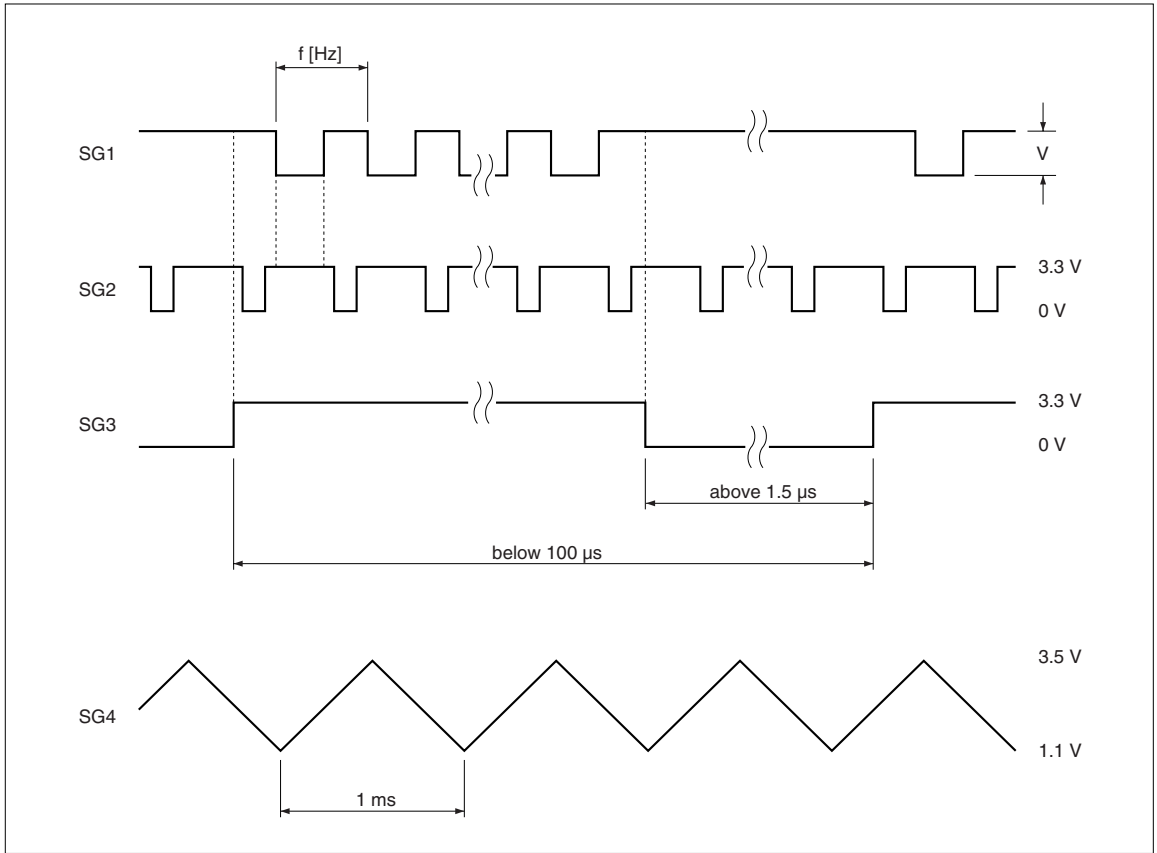 f [Hz]
SG1
V
SG2
3.3 V
0 V
SG3
3.3 V
0 V
above 1.5 µs
below 100 µs
SG4
3.5 V
1.1 V
1 ms